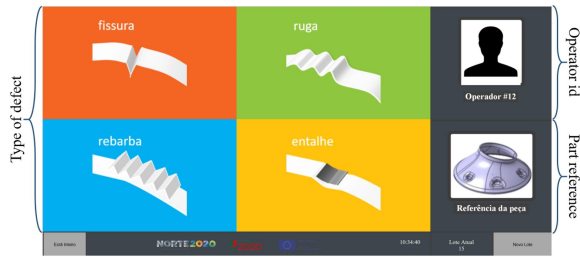 Type of defect
fissura
ruga
rebarba
entalhe
Operator id
Operador #12
Part reference
Referência da peça
NORTE2020
10:34:40
Lote Atual
15
Novo Lote